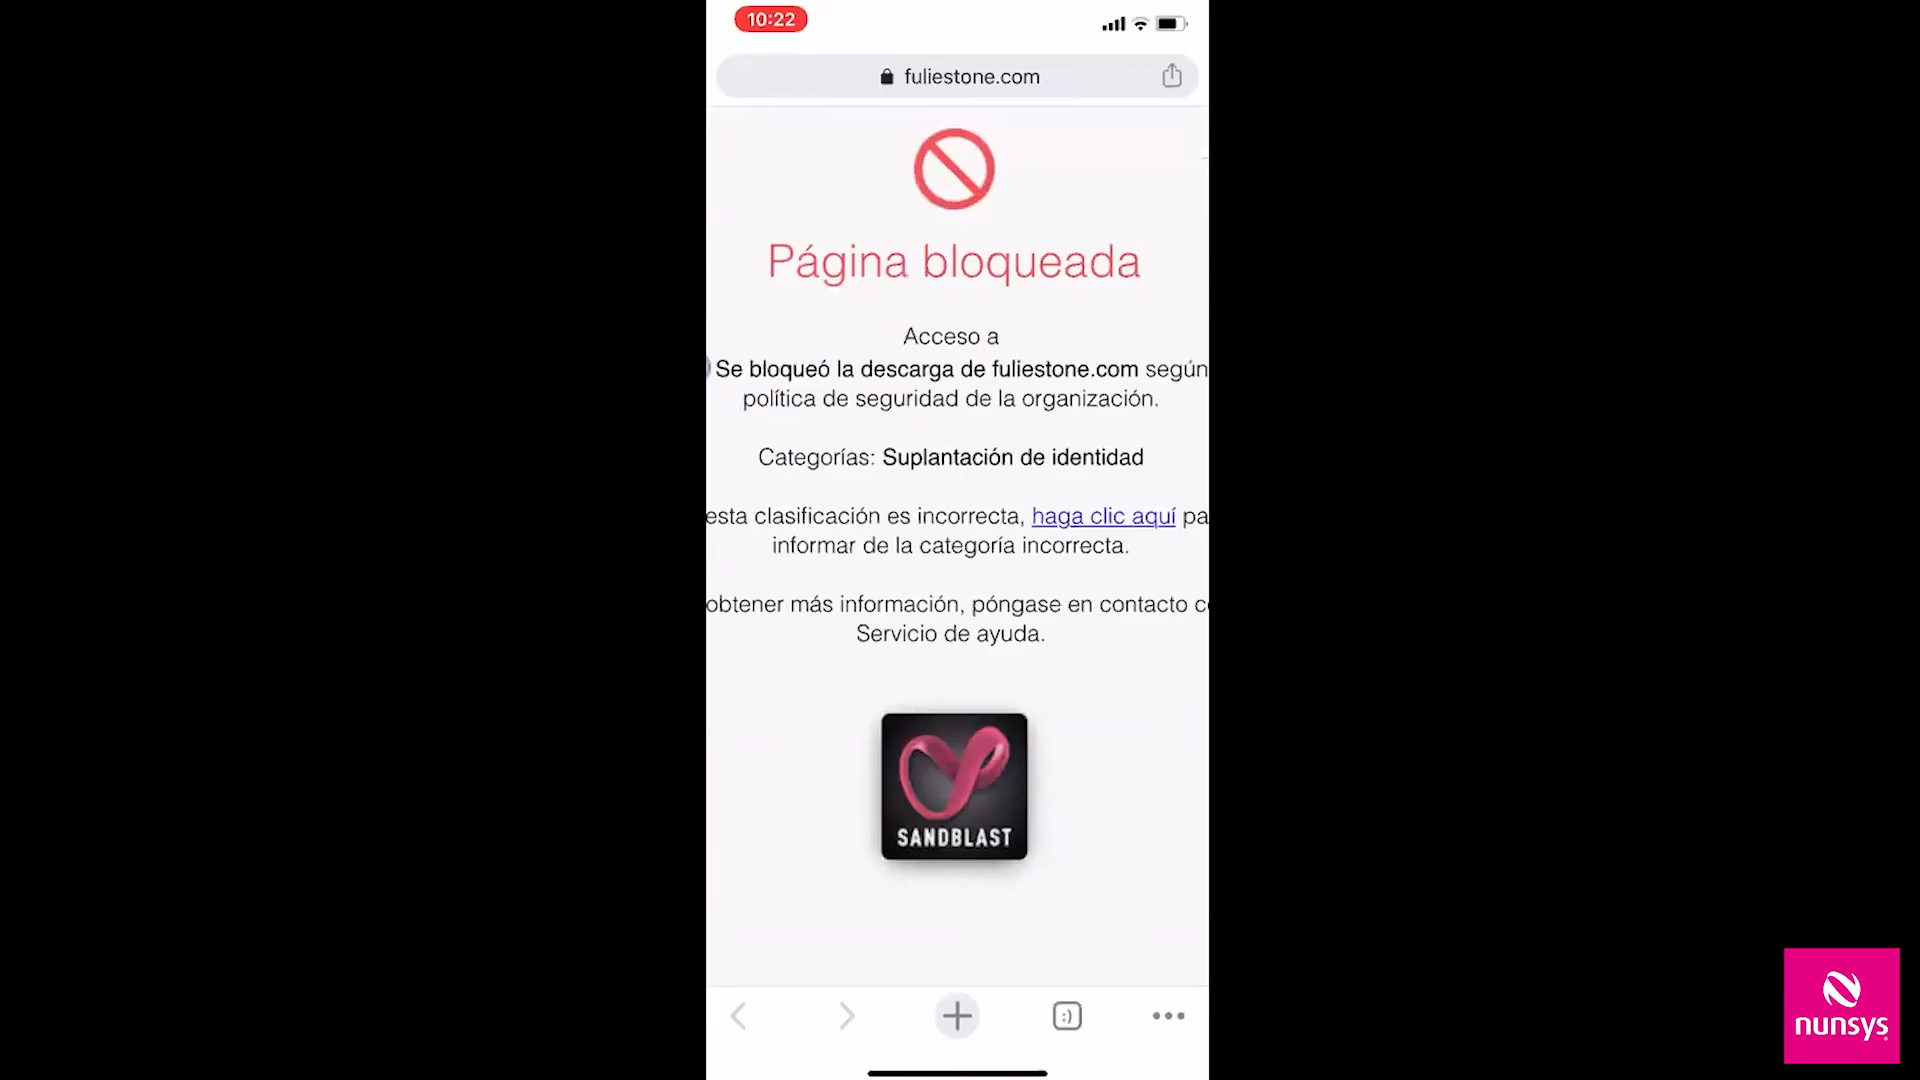 10:22
fuliestone.com
Página bloqueada
Acceso a
Se bloqueó la descarga de fuliestone.com según
política de seguridad de la organización.
Categorías: Suplantación de identidad
esta clasificación es incorrecta, haga clic aquí pa
informar de la categoría incorrecta.
obtener más información, póngase en contacto c
Servicio de ayuda.
SANDBLAST
:)
nunsys